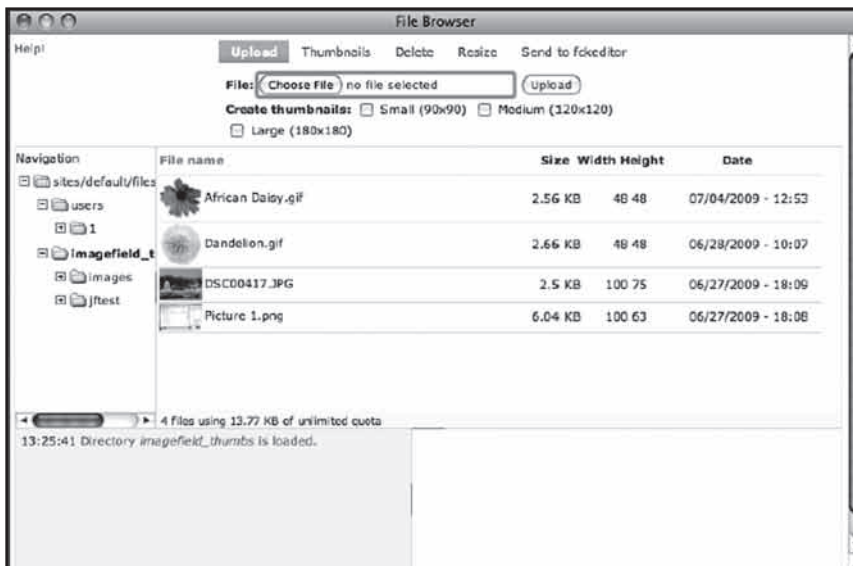 File Browser
Help!
Upload Thumbnails Delete Resize Send to fckeditor
File: Choose File no file selected Upload
Create thumbnails: Small (90x90) Medium (120x120)
Large (180x180)
Navigation
sites/default/files
users
1
imagefield_t
images
jftest
File name Size Width Height Date
African Daisy.gif 2.56 KB 48 48 07/04/2009 - 12:53
Dandelion.gif 2.66 KB 48 48 06/28/2009 - 10:07
DSC00417.JPG 2.5 KB 100 75 06/27/2009 - 18:09
Picture 1.png 6.04 KB 100 63 06/27/2009 - 18:08
4 files using 13.77 KB of unlimited quota
13:25:41 Directory imagefield_thumbs is loaded.